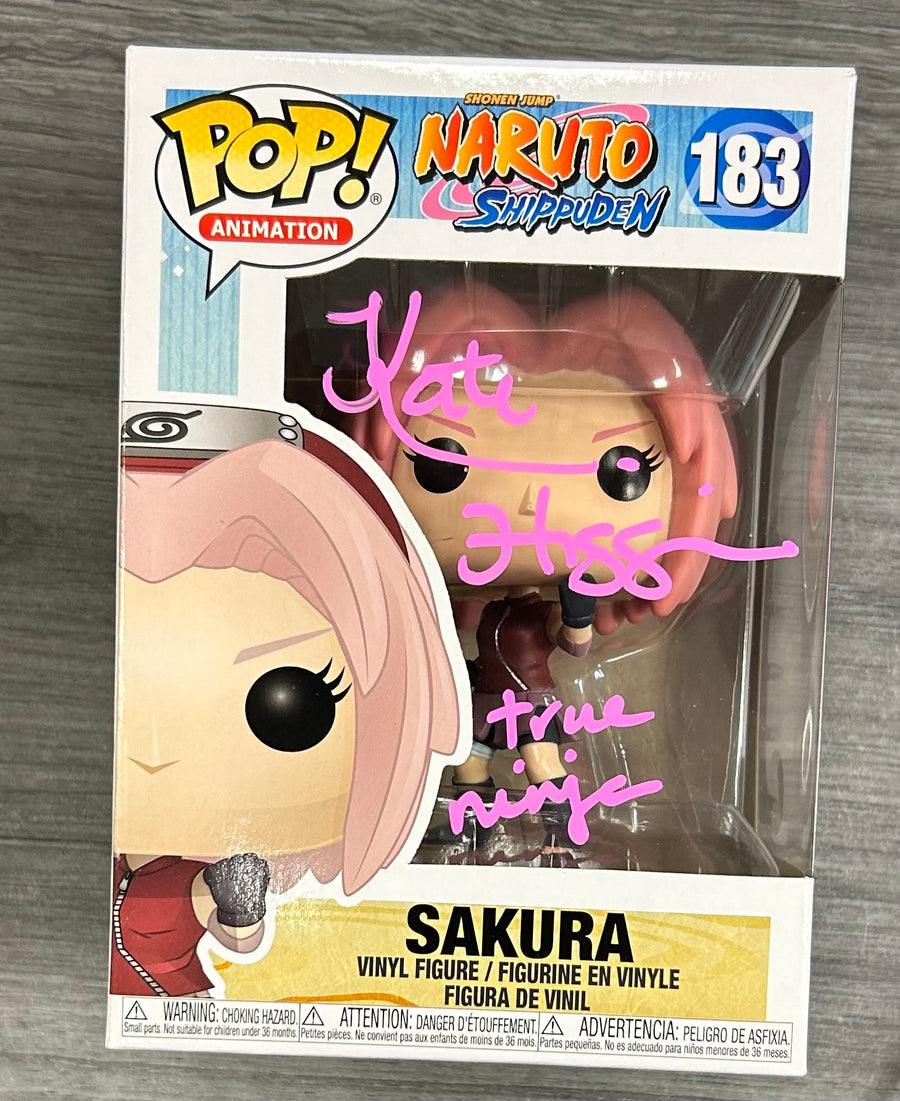 SHONEN JUMP
POP! ®
NARUTO
183
SHIPPUDEN
ANIMATION
Kate
Higgi
true
ninja
SAKURA
VINYL FIGURE / FIGURINE EN VINYLE
FIGURA DE VINIL
WARNING: CHOKING HAZARD.
Small parts. Not suitable for children under 36 months.
ATTENTION: DANGER D'ÉTOUFFEMENT.
Petites pièces. Ne convient pas aux enfants de moins de 36 mois.
ADVERTENCIA: PELIGRO DE ASFIXIA.
Partes pequeñas. No es adecuado para niños menores de 36 meses.